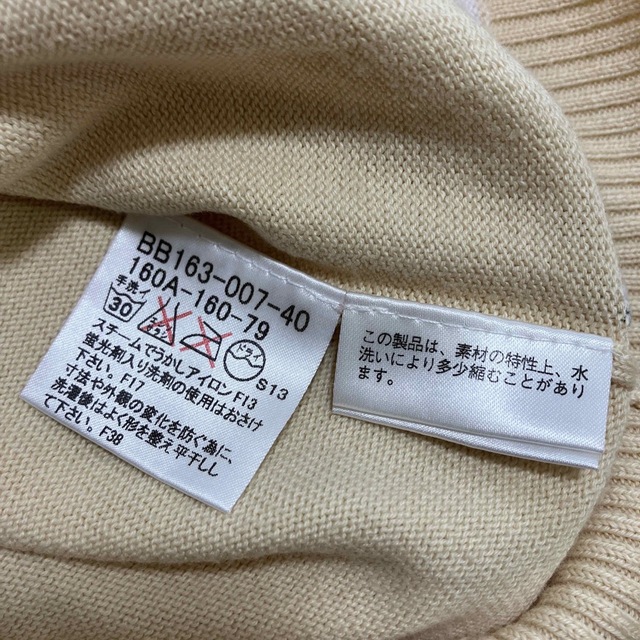 BB163-007-40
160A-160-79
手洗イ
30
ドライ
S13
スチームでうかしアイロンF13
蛍光剤入り洗剤の使用はおさけ
下さい。F17
寸法や外観の変化を防ぐ為に、
洗濯後はよく形を整え平干しし
て下さい。F38
この製品は、素材の特性上、水
洗いにより多少縮むことがあり
ます。